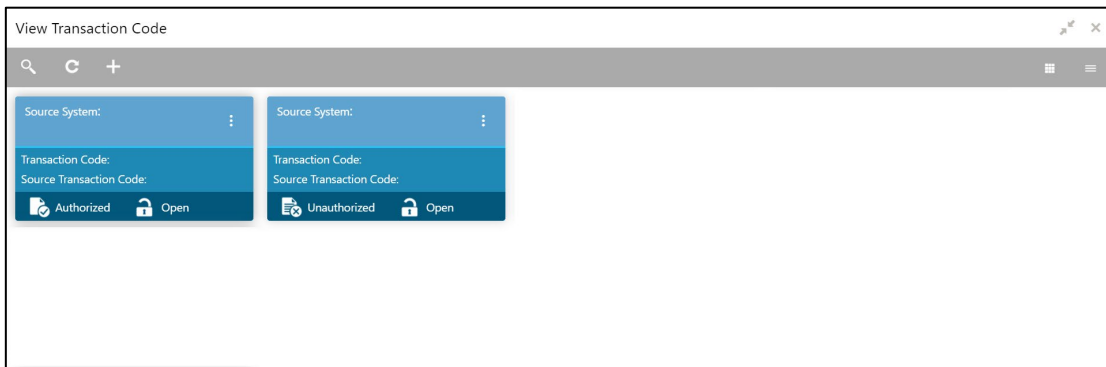 View Transaction Code
Source System:
Transaction Code:
Source Transaction Code:
Authorized Open
Source System:
Transaction Code:
Source Transaction Code:
Unauthorized Open